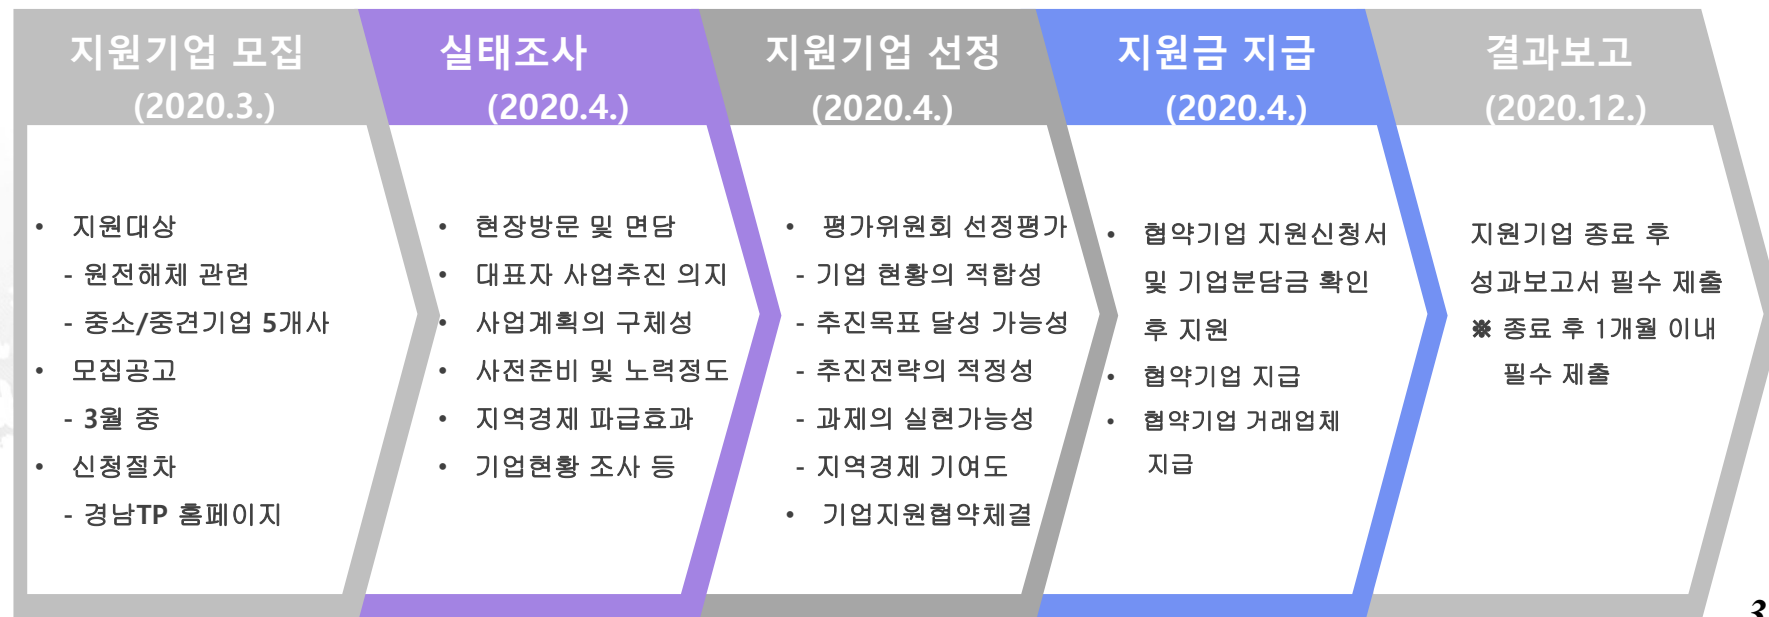 지원기업 모집
(2020.3.)
• 지원대상
- 원전해체 관련
- 중소/중견기업 5개사
• 모집공고
- 3월 중
• 신청절차
- 경남TP 홈페이지
실태조사
(2020.4.)
• 현장방문 및 면담
• 대표자 사업추진 의지
• 사업계획의 구체성
• 사전준비 및 노력정도
• 지역경제 파급효과
• 기업현황 조사 등
지원기업 선정
(2020.4.)
• 평가위원회 선정평가
- 기업 현황의 적합성
- 추진목표 달성 가능성
- 추진전략의 적정성
- 과제의 실현가능성
- 지역경제 기여도
• 기업지원협약체결
지원금 지급
(2020.4.)
• 협약기업 지원신청서
및 기업분담금 확인
후 지원
• 협약기업 지급
• 협약기업 거래업체
지급
결과보고
(2020.12.)
지원기업 종료 후
성과보고서 필수 제출
※ 종료 후 1개월 이내
필수 제출
3